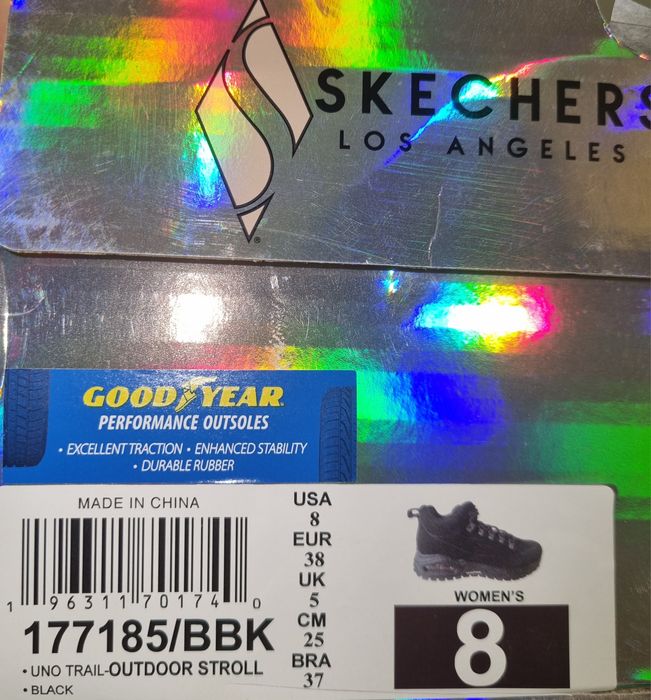 SKECHERS
LOS ANGELES
®
GOODYEAR
PERFORMANCE OUTSOLES
• EXCELLENT TRACTION • ENHANCED STABILITY
• DURABLE RUBBER
MADE IN CHINA
1 96311 70174 0
177185/BBK
• UNO TRAIL-OUTDOOR STROLL
• BLACK
USA
8
EUR
38
UK
5
CM
25
BRA
37
WOMEN'S
8